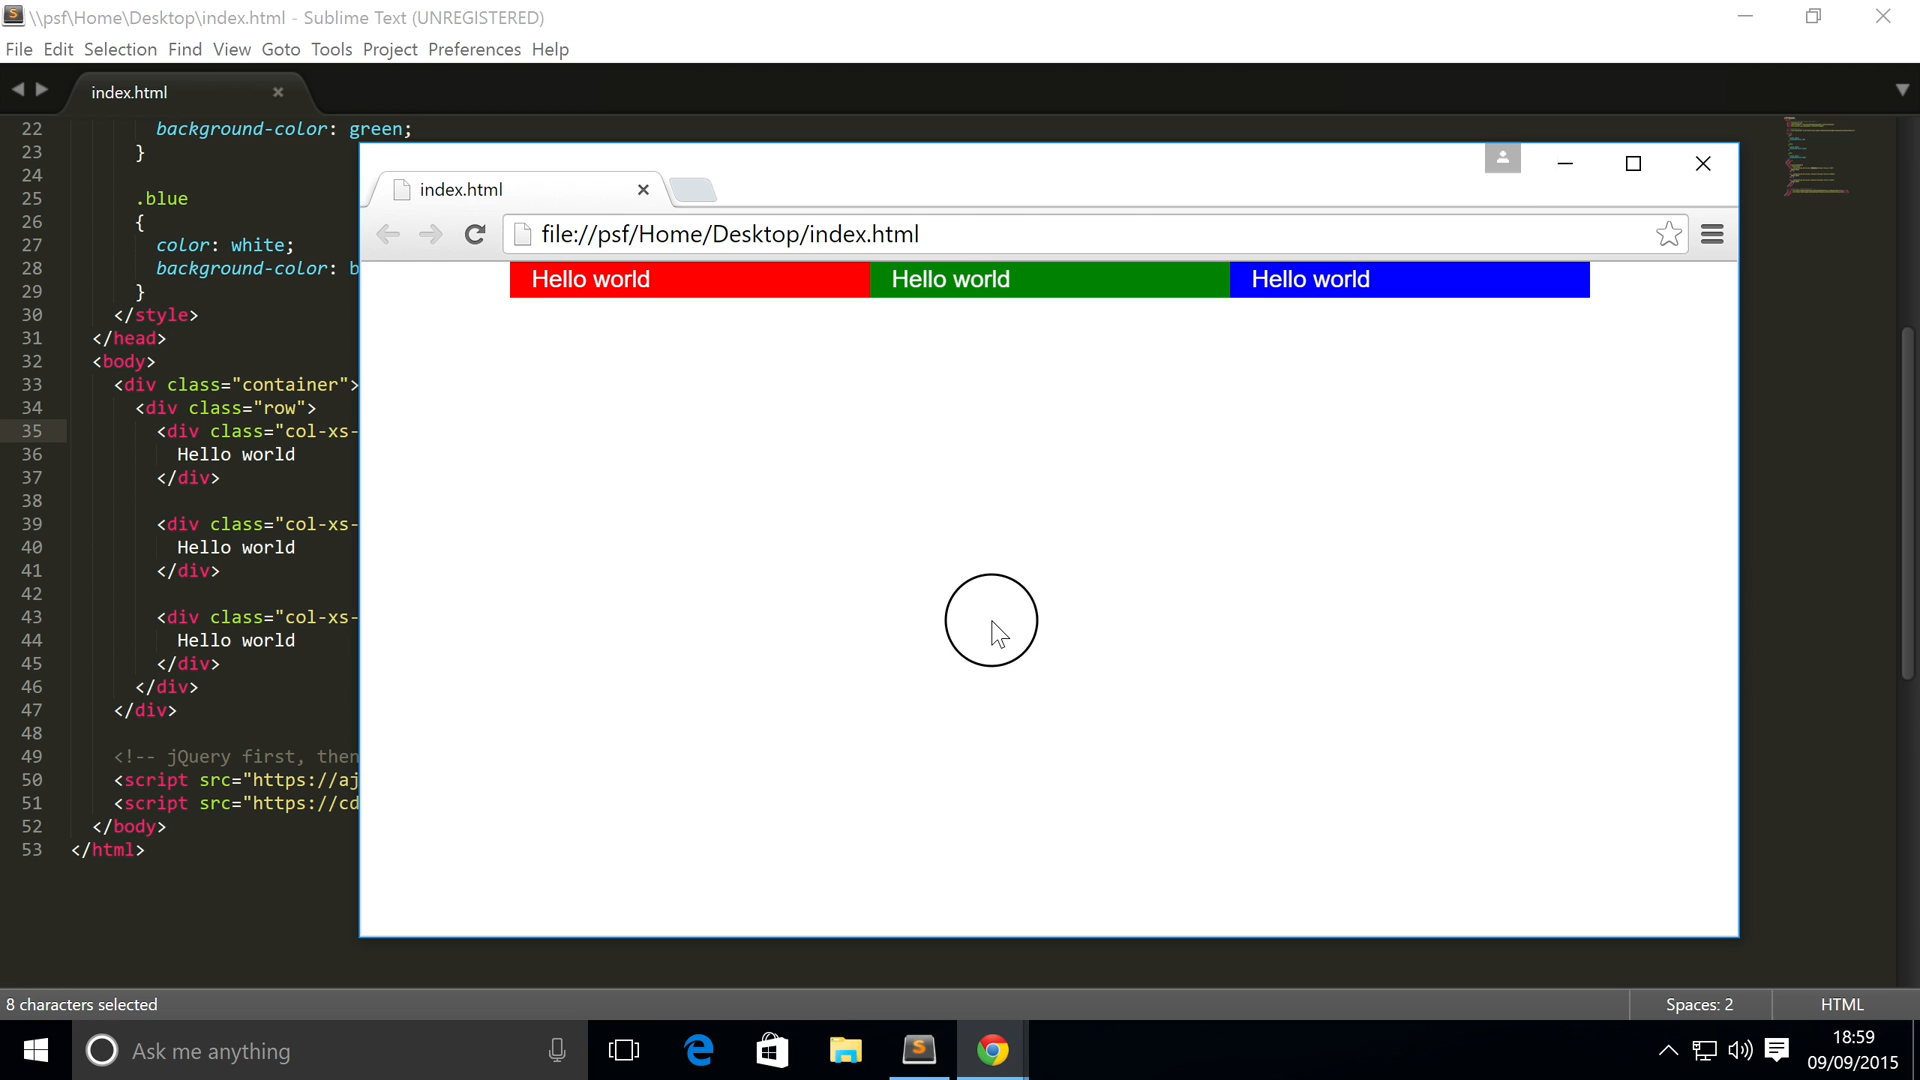 \\psf\Home\Desktop\index.html - Sublime Text (UNREGISTERED)
File Edit Selection Find View Goto Tools Project Preferences Help
index.html
22 background-color: green;
23 }
24
25 .blue
26 {
27 color: white;
28 background-color: b
29 }
30 </style>
31 </head>
32 <body>
33 <div class="container">
34 <div class="row">
35 <div class="col-xs-
36 Hello world
37 </div>
38
39 <div class="col-xs-
40 Hello world
41 </div>
42
43 <div class="col-xs-
44 Hello world
45 </div>
46 </div>
47 </div>
48
49 <!-- jQuery first, then
50 <script src="https://aj
51 <script src="https://cd
52 </body>
53 </html>
index.html
file://psf/Home/Desktop/index.html
Hello world Hello world Hello world
8 characters selected Spaces: 2 HTML
Ask me anything
18:59
09/09/2015